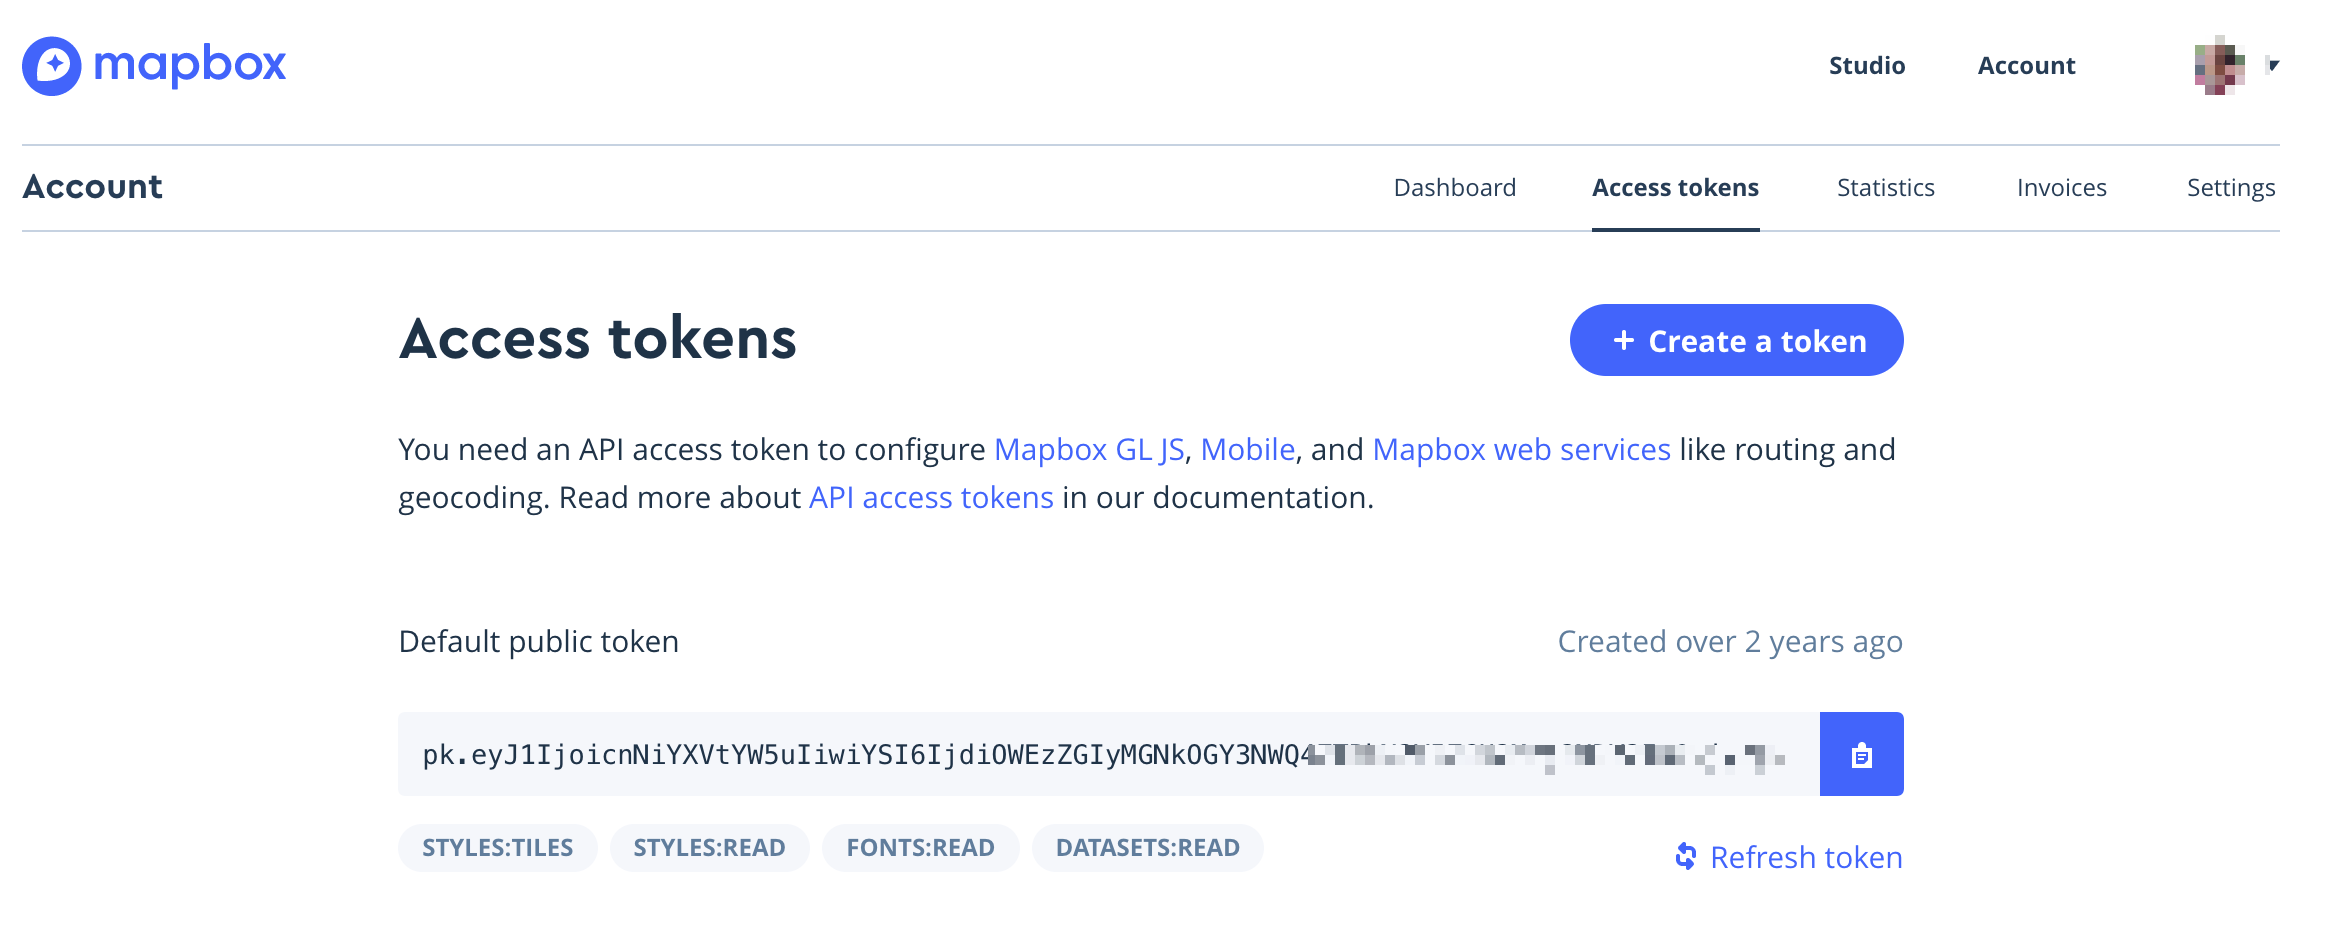 mapbox
Studio
Account
Account
Dashboard
Access tokens
Statistics
Invoices
Settings
Access tokens
+ Create a token
You need an API access token to configure Mapbox GL JS, Mobile, and Mapbox web services like routing and
geocoding. Read more about API access tokens in our documentation.
Default public token
Created over 2 years ago
pk.eyJ1IjoicnNiYXVtYW5uIiwiYSI6IjdiOWEzZGIyMGNkOGY3NWQ4
STYLES:TILES
STYLES:READ
FONTS:READ
DATASETS:READ
Refresh token